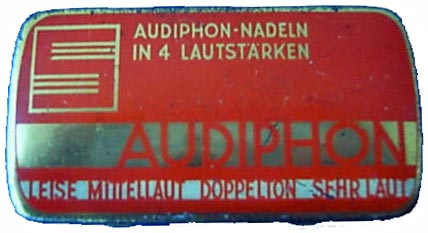 AUDIPHON-NADELN
IN 4 LAUTSTÄRKEN
AUDIPHON
LEISE MITTELLAUT DOPPELTON SEHR LAUT